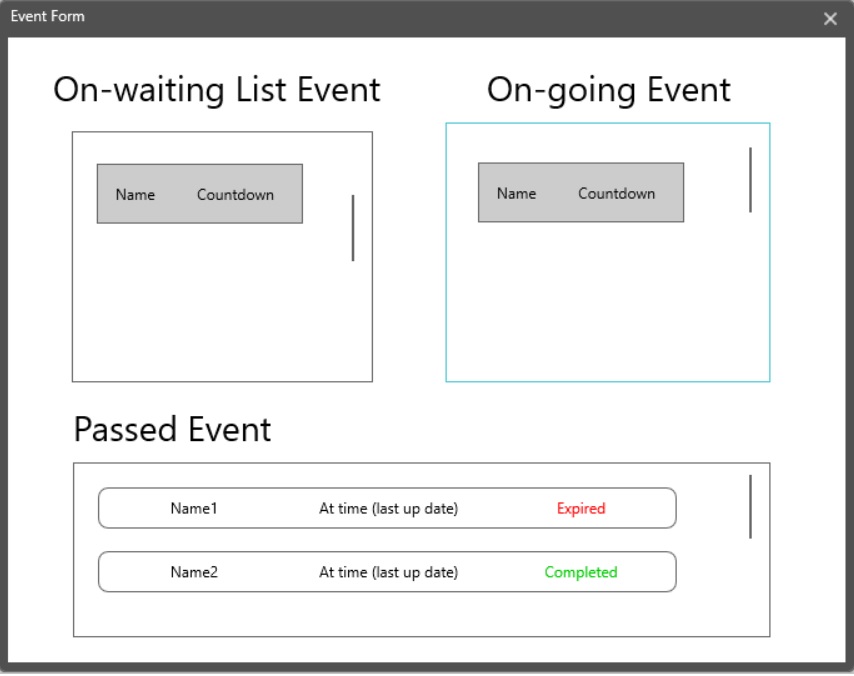 Event Form
On-waiting List Event
On-going Event
Name Countdown
Name Countdown
Passed Event
Name1 At time (last up date) Expired
Name2 At time (last up date) Completed